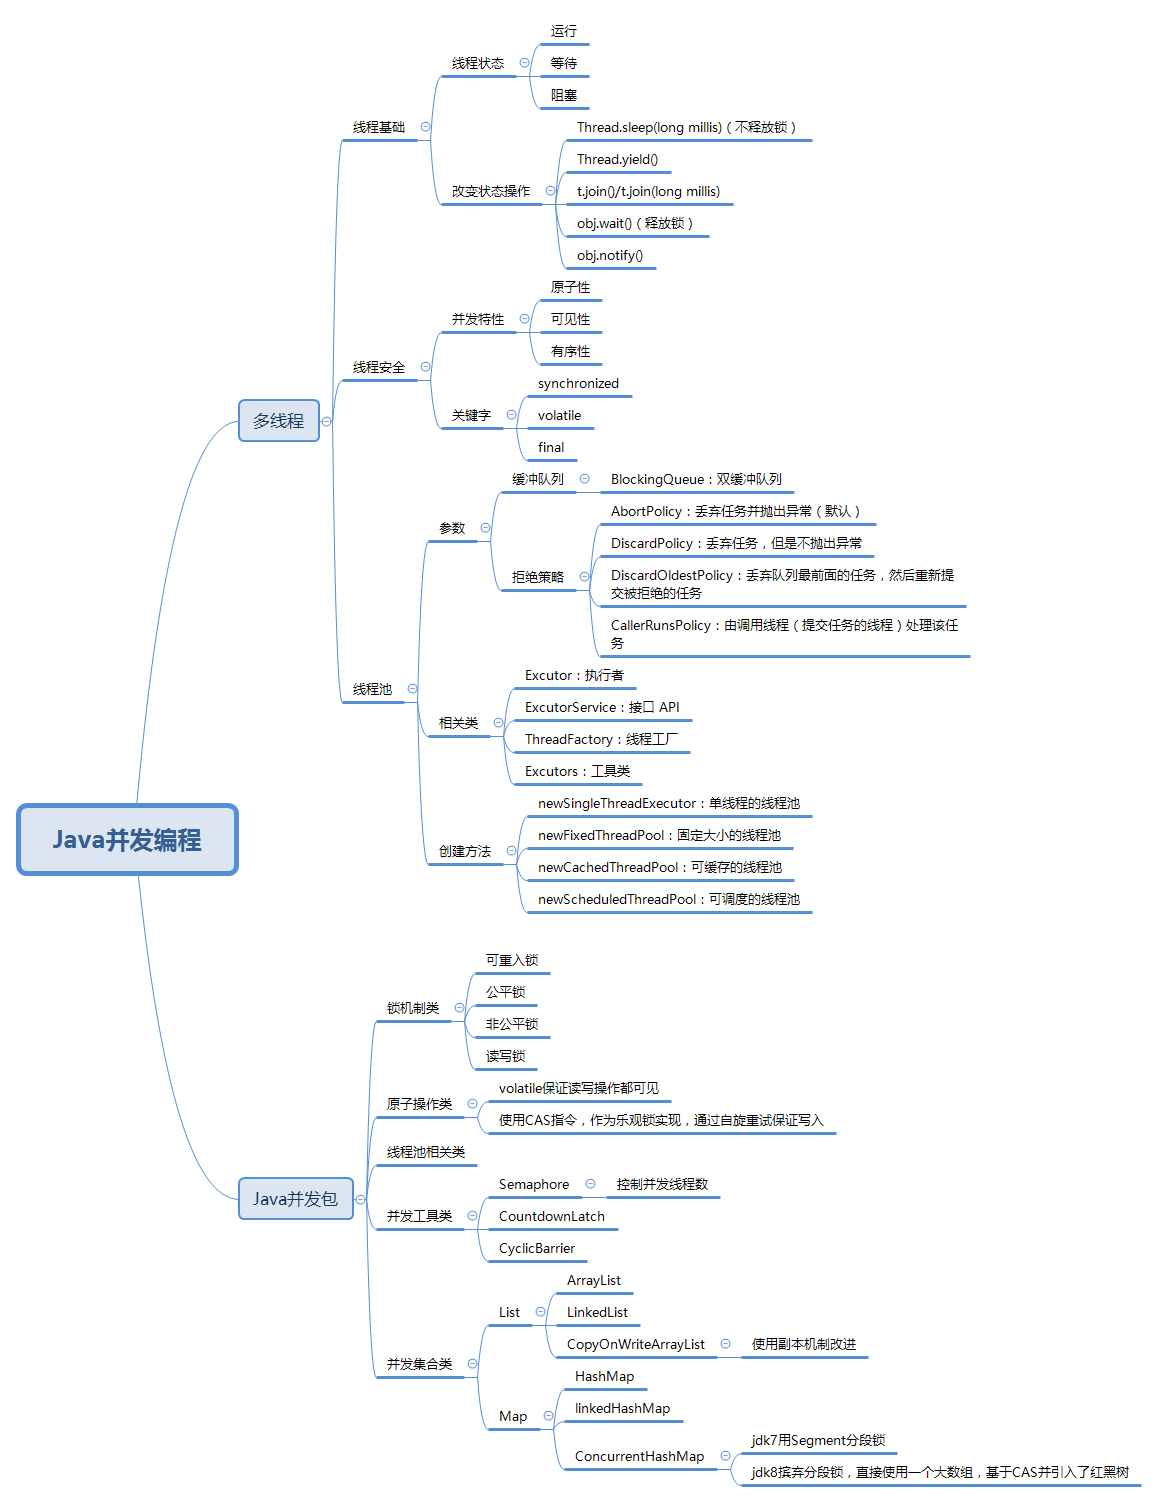 Java并发编程
多线程
线程基础
线程状态
运行
等待
阻塞
改变状态操作
Thread.sleep(long millis)（不释放锁）
Thread.yield()
t.join()/t.join(long millis)
obj.wait()（释放锁）
obj.notify()
线程安全
并发特性
原子性
可见性
有序性
关键字
synchronized
volatile
final
线程池
参数
缓冲队列
BlockingQueue：双缓冲队列
拒绝策略
AbortPolicy：丢弃任务并抛出异常（默认）
DiscardPolicy：丢弃任务，但是不抛出异常
DiscardOldestPolicy：丢弃队列最前面的任务，然后重新提
交被拒绝的任务
CallerRunsPolicy：由调用线程（提交任务的线程）处理该任
务
相关类
Excutor：执行者
ExcutorService：接口 API
ThreadFactory：线程工厂
Excutors：工具类
创建方法
newSingleThreadExecutor：单线程的线程池
newFixedThreadPool：固定大小的线程池
newCachedThreadPool：可缓存的线程池
newScheduledThreadPool：可调度的线程池
Java并发包
锁机制类
可重入锁
公平锁
非公平锁
读写锁
原子操作类
volatile保证读写操作都可见
使用CAS指令，作为乐观锁实现，通过自旋重试保证写入
线程池相关类
并发工具类
Semaphore
控制并发线程数
CountdownLatch
CyclicBarrier
并发集合类
List
ArrayList
LinkedList
CopyOnWriteArrayList
使用副本机制改进
Map
HashMap
linkedHashMap
ConcurrentHashMap
jdk7用Segment分段锁
jdk8摈弃分段锁，直接使用一个大数组，基于CAS并引入了红黑树